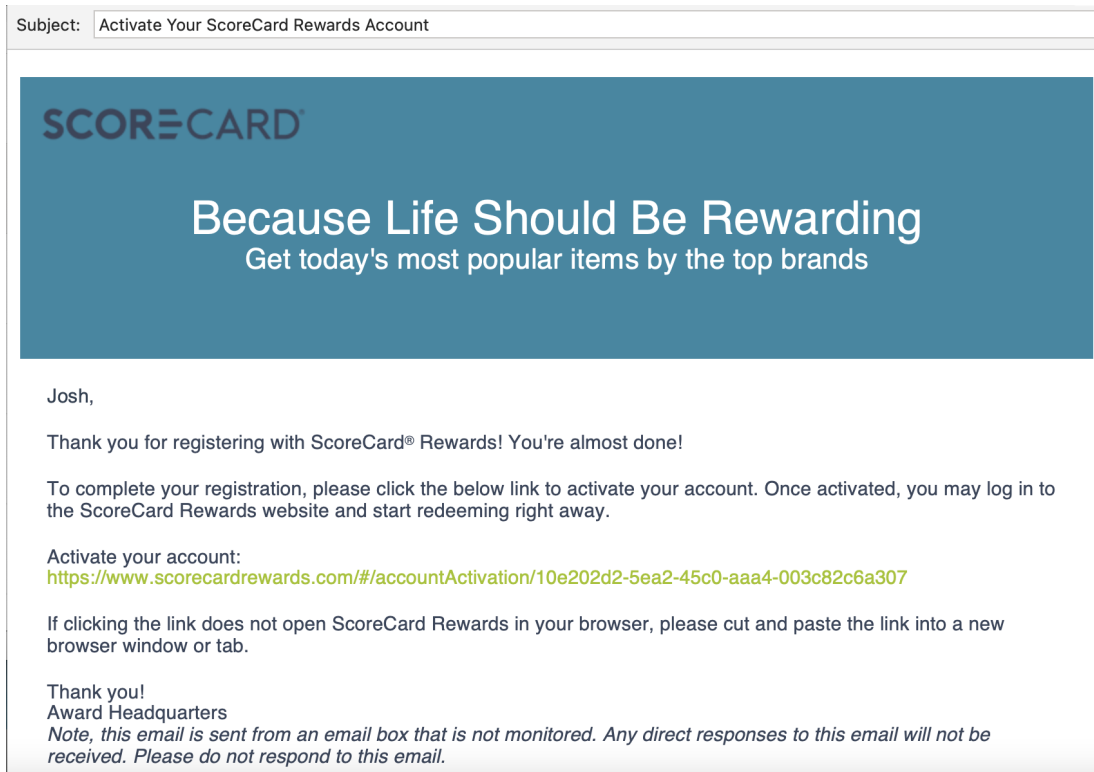 Subject: Activate Your ScoreCard Rewards Account
SCORECARD®
Because Life Should Be Rewarding
Get today's most popular items by the top brands
Josh,
Thank you for registering with ScoreCard® Rewards! You're almost done!
To complete your registration, please click the below link to activate your account. Once activated, you may log in to
the ScoreCard Rewards website and start redeeming right away.
Activate your account:
https://www.scorecardrewards.com/#/accountActivation/10e202d2-5ea2-45c0-aaa4-003c82c6a307
If clicking the link does not open ScoreCard Rewards in your browser, please cut and paste the link into a new
browser window or tab.
Thank you!
Award Headquarters
Note, this email is sent from an email box that is not monitored. Any direct responses to this email will not be
received. Please do not respond to this email.